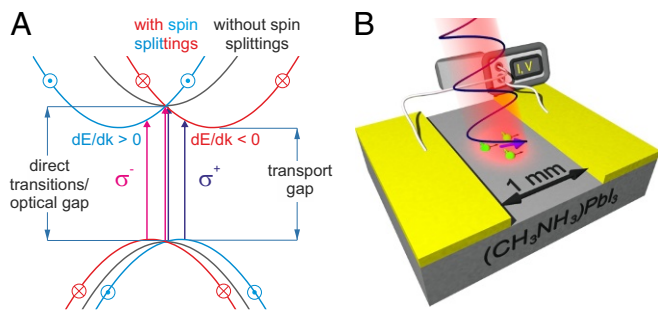 A
with spin
splittings
without spin
splittings
dE/dk > 0
dE/dk < 0
direct
transitions/
optical gap
σ-
σ+
transport
gap
B
I, V
1 mm
(CH3NH3)PbI3